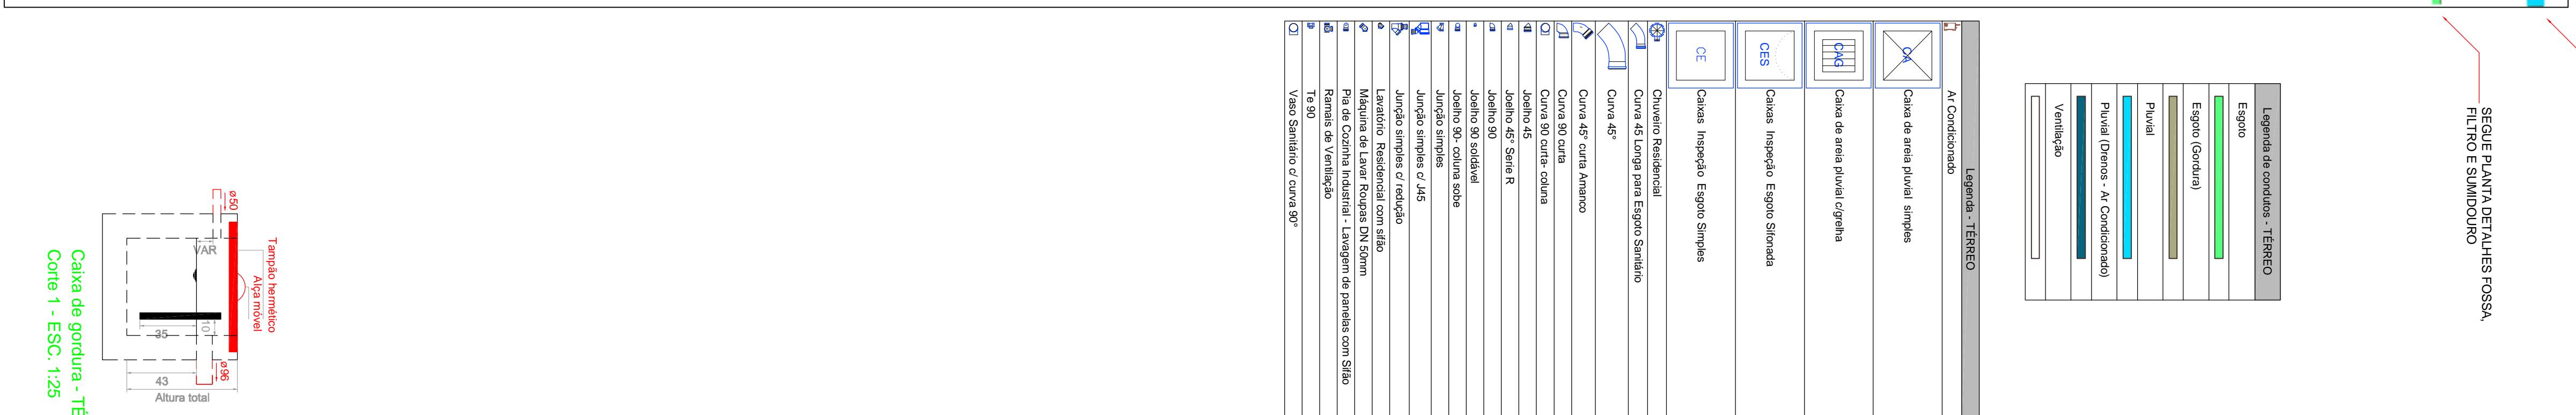 SEGUE PLANTA DETALHES FOSSA,
FILTRO E SUMIDOURO
Legenda de condutos - TÉRREO
Esgoto
Esgoto (Gordura)
Pluvial
Pluvial (Drenos - Ar Condicionado)
Ventilação
Legenda - TÉRREO
Ar Condicionado
CA
Caixa de areia pluvial simples
CAG
Caixa de areia pluvial c/grelha
CES
Caixas Inspeção Esgoto Sifonada
CE
Caixas Inspeção Esgoto Simples
Chuveiro Residencial
Curva 45 Longa para Esgoto Sanitário
Curva 45°
Curva 45° curta Amanco
Curva 90 curta
Curva 90 curta- coluna
Joelho 45
Joelho 45° Serie R
Joelho 90
Joelho 90 soldável
Joelho 90- coluna sobe
Junção simples
Junção simples c/ J45
Junção simples c/ redução
Lavatório Residencial com sifão
Máquina de Lavar Roupas DN 50mm
Pia de Cozinha Industrial - Lavagem de panelas com Sifão
Ramais de Ventilação
Te 90
Vaso Sanitário c/ curva 90°
Tampão hermético
Alça móvel
ø50
VAR
10
35
ø96
43
Altura total
Caixa de gordura - TÉ
Corte 1 - ESC. 1:25